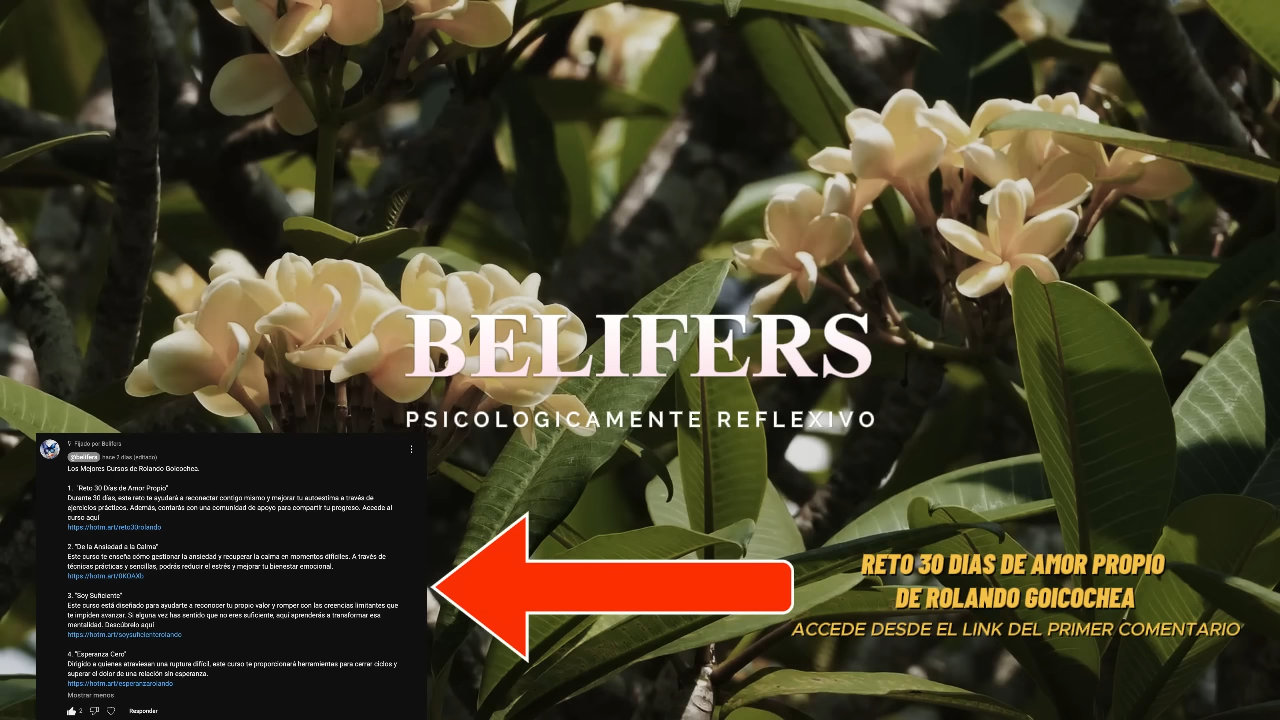 BELIFERS
PSICOLOGICAMENTE REFLEXIVO
Fijado por Belifers
@belifers hace 2 días (editado)
Los Mejores Cursos de Rolando Goicochea.
1. "Reto 30 Días de Amor Propio"
Durante 30 días, este reto te ayudará a reconectar contigo mismo y mejorar tu autoestima a través de
ejercicios prácticos. Además, contarás con una comunidad de apoyo para compartir tu progreso. Accede al
curso aquí
https://hotm.art/reto30rolando
2. "De la Ansiedad a la Calma"
Este curso te enseña cómo gestionar la ansiedad y recuperar la calma en momentos difíciles. A través de
técnicas prácticas y sencillas, podrás reducir el estrés y mejorar tu bienestar emocional.
https://hotm.art/0KOAXb
3. "Soy Suficiente"
Este curso está diseñado para ayudarte a reconocer tu propio valor y romper con las creencias limitantes que
te impiden avanzar. Si alguna vez has sentido que no eres suficiente, aquí aprenderás a transformar esa
mentalidad. Descúbrelo aquí
https://hotm.art/soysuficienterolando
4. "Esperanza Cero"
Dirigido a quienes atraviesan una ruptura difícil, este curso te proporcionará herramientas para cerrar ciclos y
superar el dolor de una relación sin esperanza.
https://hotm.art/esperanzarolando
Mostrar menos
2 Responder
RETO 30 DIAS DE AMOR PROPIO
DE ROLANDO GOICOCHEA
ACCEDE DESDE EL LINK DEL PRIMER COMENTARIO